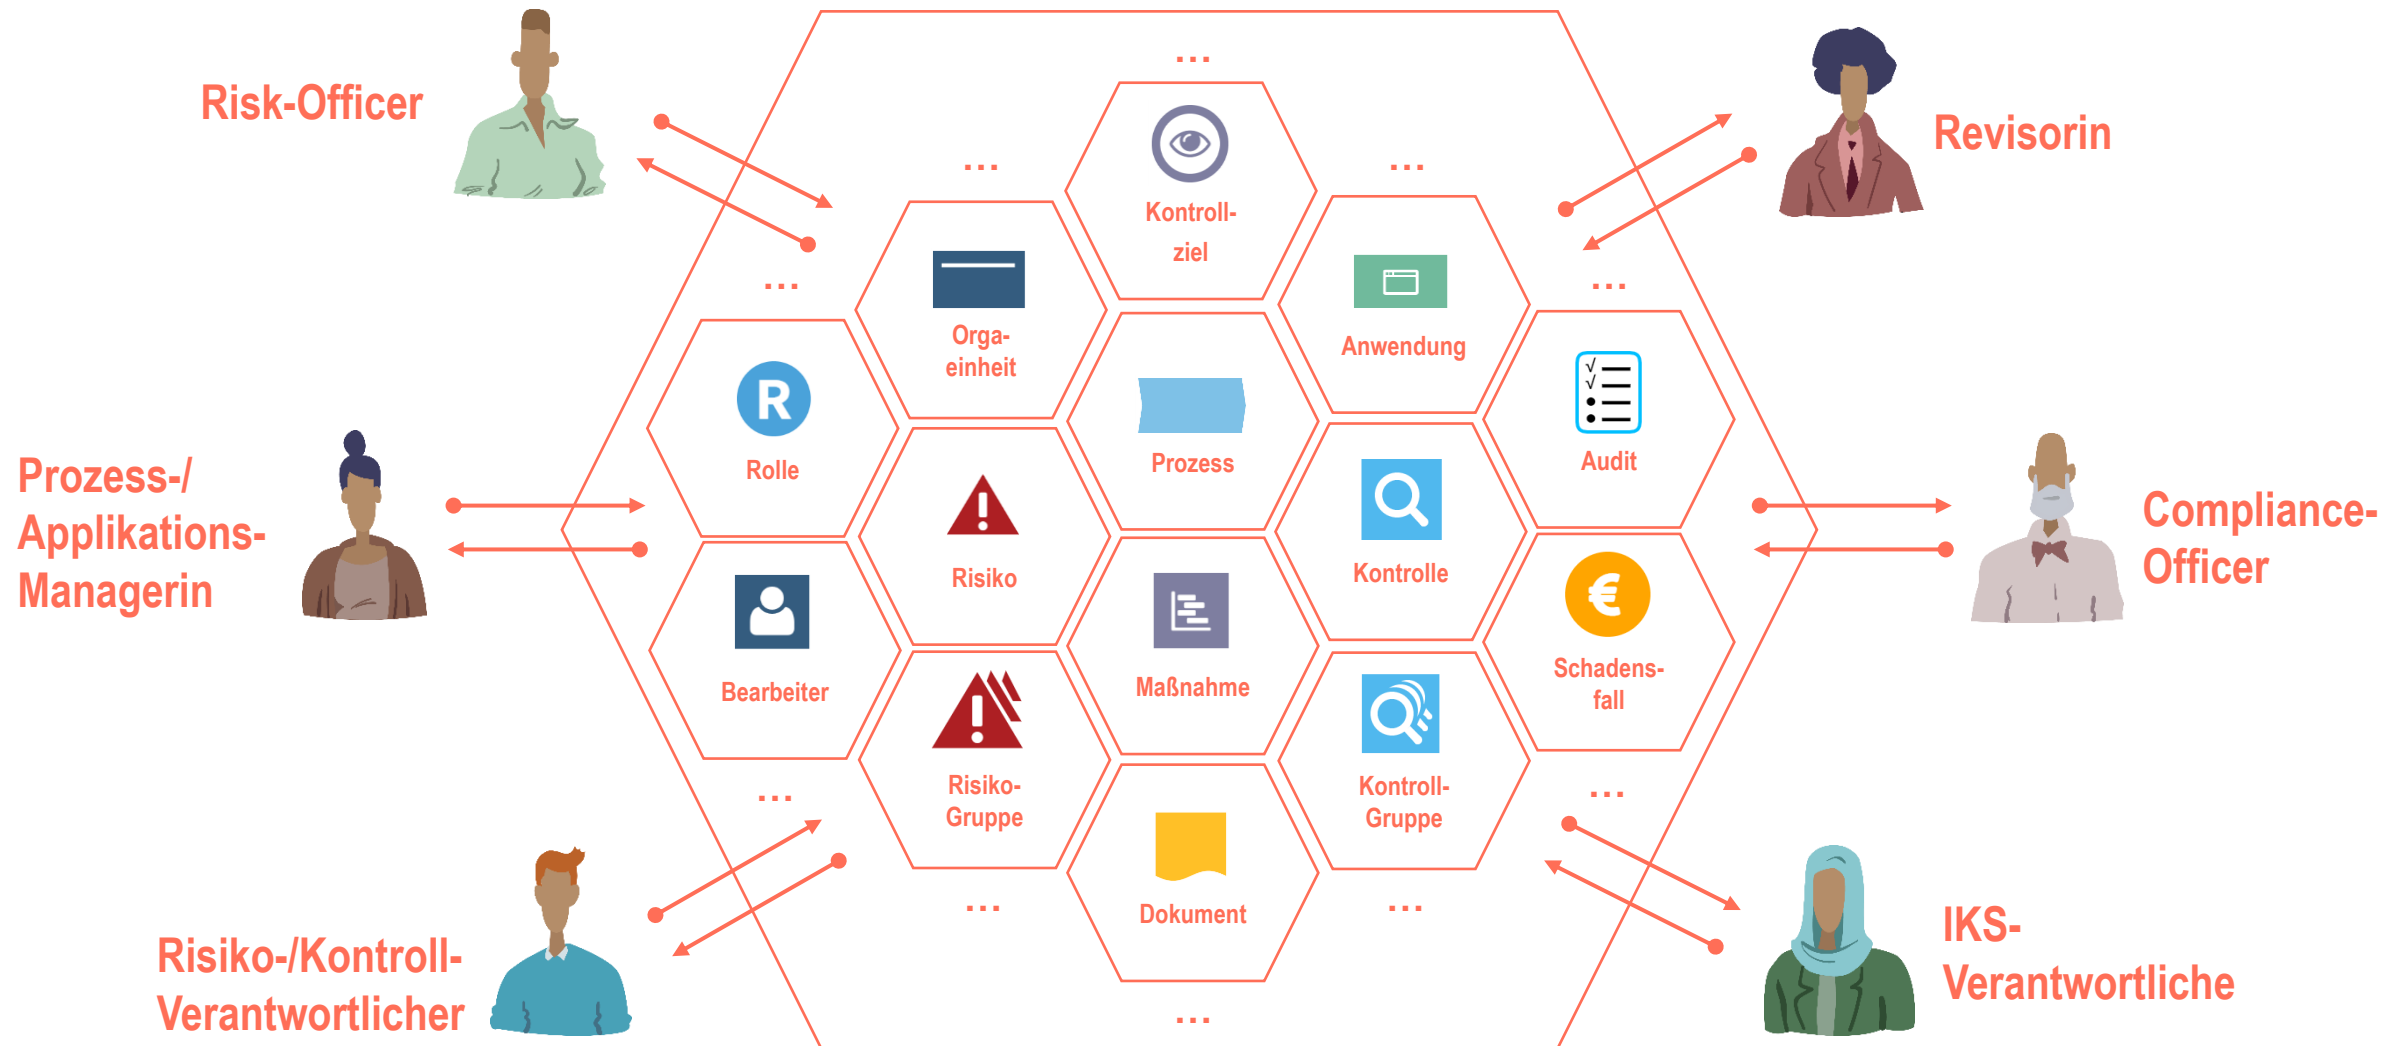 Risk-Officer
Prozess-/
Applikations-
Managerin
Risiko-/Kontroll-
Verantwortlicher
...
...
...
...
...
Kontroll-
ziel
Orga-
einheit
Anwendung
Rolle
R
Prozess
Audit
√
√
Risiko
Kontrolle
Bearbeiter
Maßnahme
€
Schadens-
fall
Risiko-
Gruppe
Kontroll-
Gruppe
Dokument
...
...
...
...
...
Revisorin
Compliance-
Officer
IKS-
Verantwortliche